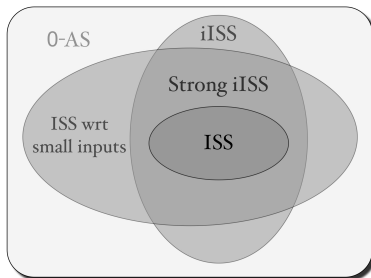 0-AS
iISS
Strong iISS
ISS wrt
small inputs
ISS